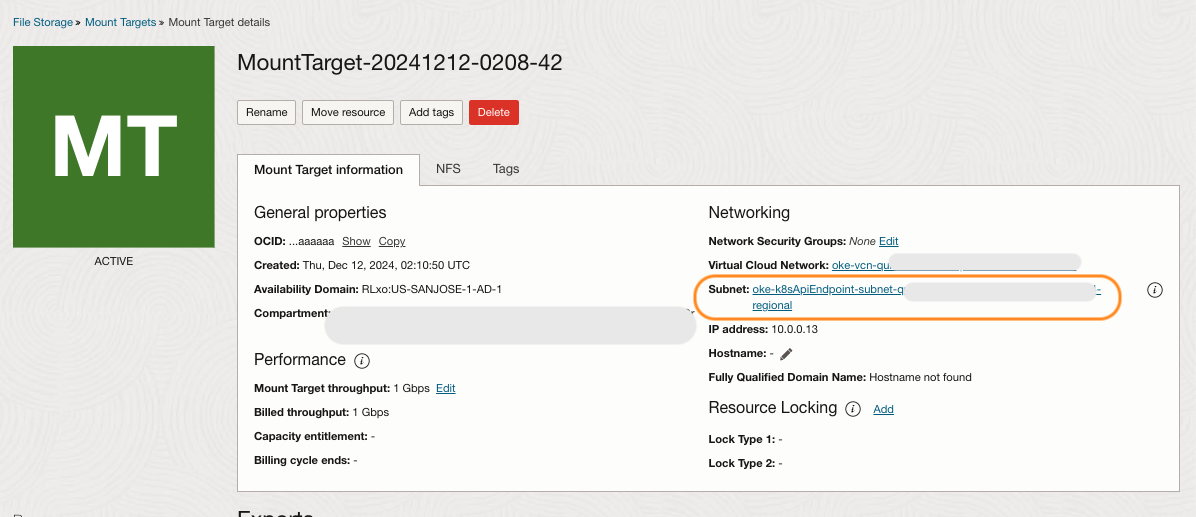 File Storage » Mount Targets » Mount Target details
MT
ACTIVE
MountTarget-20241212-0208-42
Rename Move resource Add tags Delete
Mount Target information NFS Tags
General properties
OCID: ...aaaaaa Show Copy
Created: Thu, Dec 12, 2024, 02:10:50 UTC
Availability Domain: RLxo:US-SANJOSE-1-AD-1
Compartment:
Performance
Mount Target throughput: 1 Gbps Edit
Billed throughput: 1 Gbps
Capacity entitlement: -
Billing cycle ends: -
Networking
Network Security Groups: None Edit
Virtual Cloud Network: oke-vcn-qu
Subnet: oke-k8sApiEndpoint-subnet-q
regional
IP address: 10.0.0.13
Hostname: -
Fully Qualified Domain Name: Hostname not found
Resource Locking Add
Lock Type 1: -
Lock Type 2: -
Exports